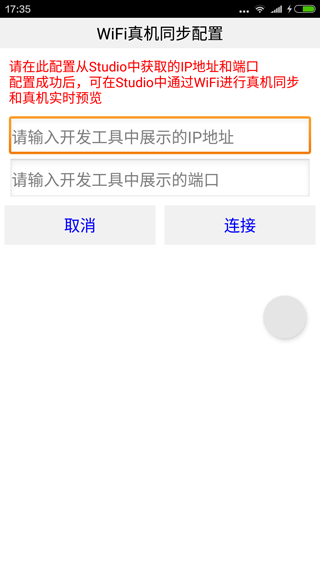 17:35
WiFi真机同步配置
请在此配置从Studio中获取的IP地址和端口
配置成功后，可在Studio中通过WiFi进行真机同步
和真机实时预览
请输入开发工具中展示的IP地址
请输入开发工具中展示的端口
取消 连接